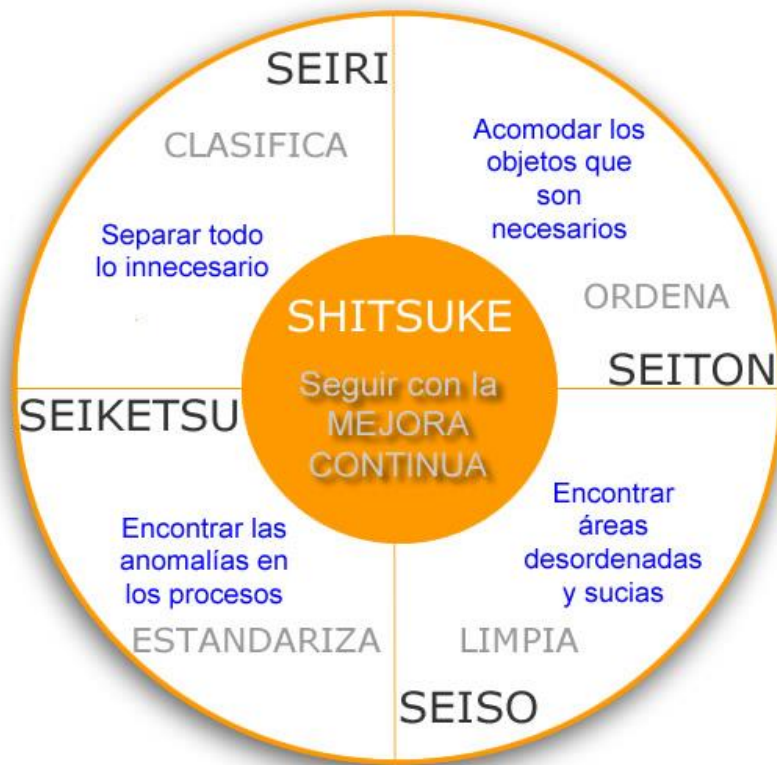 SEIRI
CLASIFICA
Separar todo
lo innecesario
Acomodar los
objetos que
son
necesarios
ORDENA
SEITON
SHITSUKE
Seguir con la
MEJORA
CONTINUA
SEIKETSU
Encontrar las
anomalías en
los procesos
ESTANDARIZA
Encontrar
áreas
desordenadas
y sucias
LIMPIA
SEISO